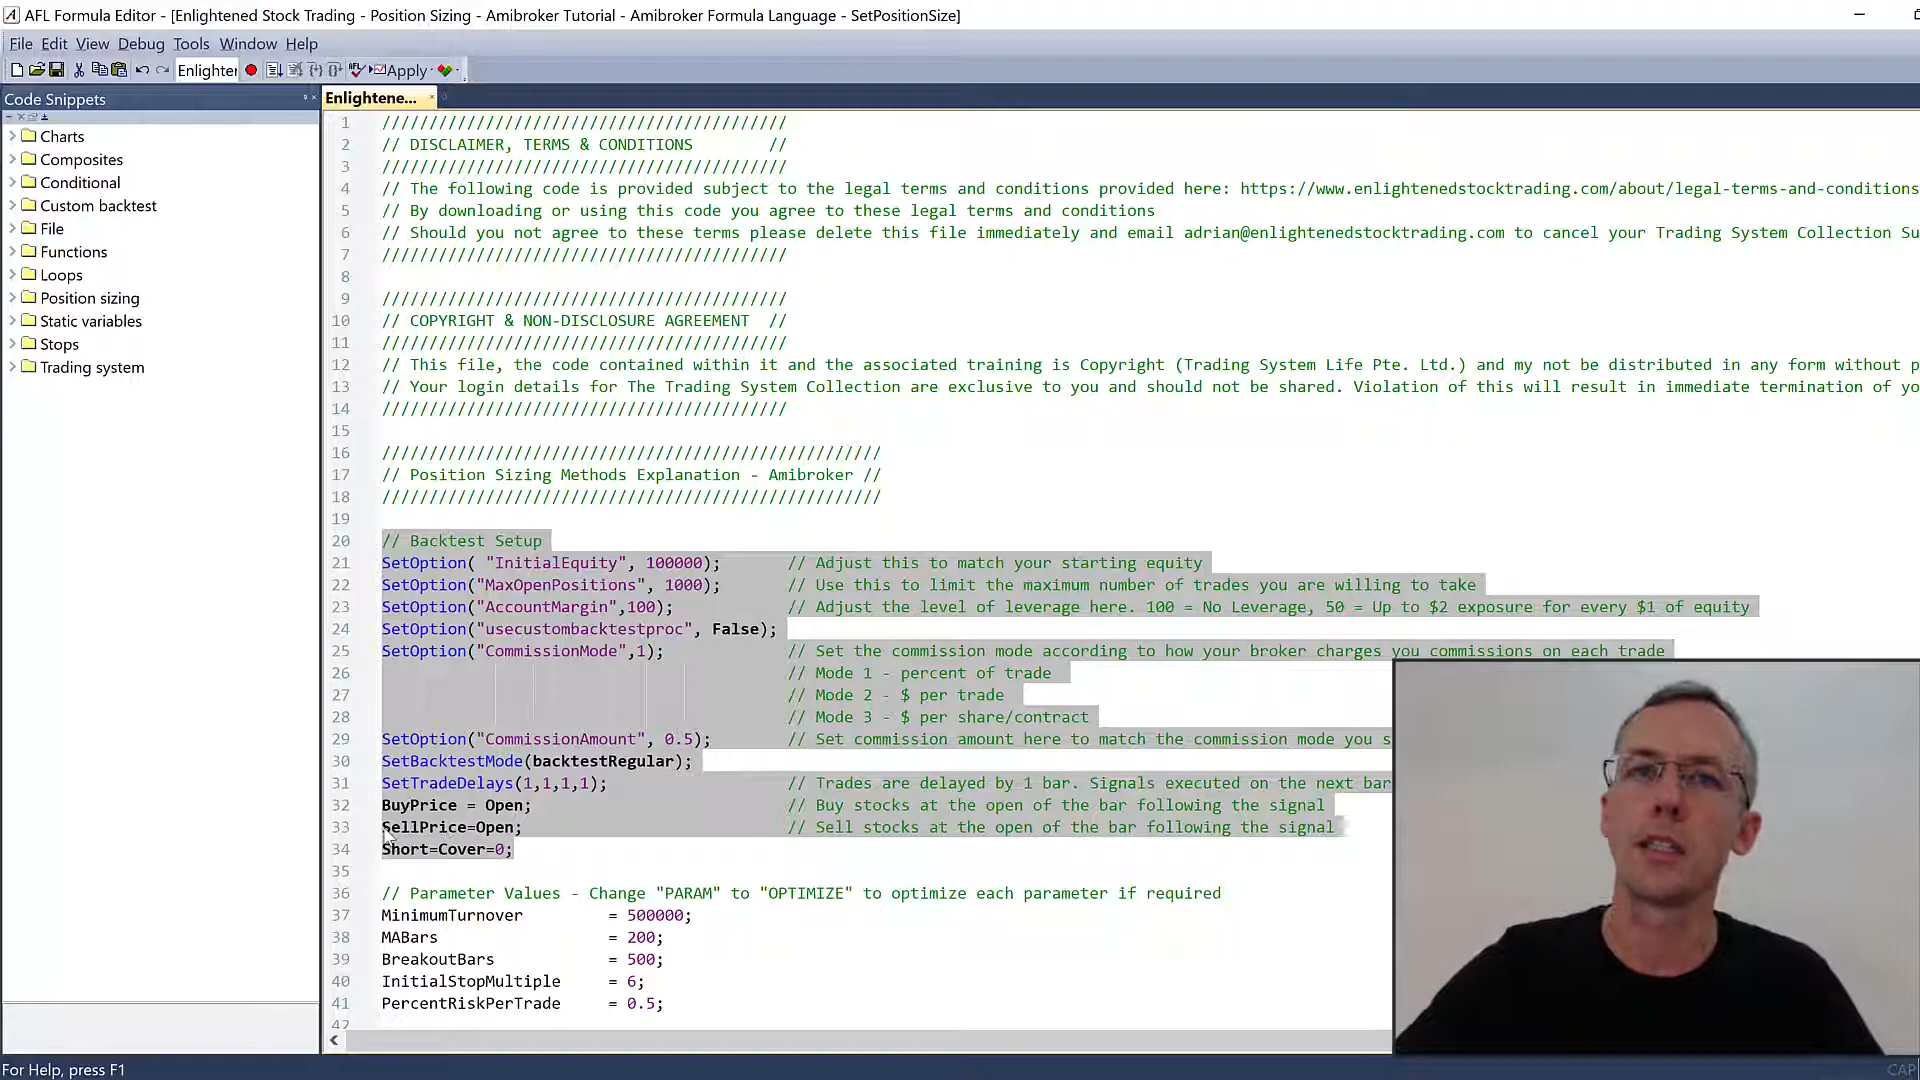 AFL Formula Editor - [Enlightened Stock Trading - Position Sizing - Amibroker Tutorial - Amibroker Formula Language - SetPositionSize]
File Edit View Debug Tools Window Help
Enlighter Apply
Code Snippets
Enlightene...
Charts
Composites
Conditional
Custom backtest
File
Functions
Loops
Position sizing
Static variables
Stops
Trading system
1 ///////////////////////////////////////////
2 // DISCLAIMER, TERMS & CONDITIONS //
3 ///////////////////////////////////////////
4 // The following code is provided subject to the legal terms and conditions provided here: https://www.enlightenedstocktrading.com/about/legal-terms-and-conditions
5 // By downloading or using this code you agree to these legal terms and conditions
6 // Should you not agree to these terms please delete this file immediately and email adrian@enlightenedstocktrading.com to cancel your Trading System Collection Su
7 ///////////////////////////////////////////
8
9 ///////////////////////////////////////////
10 // COPYRIGHT & NON-DISCLOSURE AGREEMENT //
11 ///////////////////////////////////////////
12 // This file, the code contained within it and the associated training is Copyright (Trading System Life Pte. Ltd.) and my not be distributed in any form without p
13 // Your login details for The Trading System Collection are exclusive to you and should not be shared. Violation of this will result in immediate termination of yo
14 ///////////////////////////////////////////
15
16 /////////////////////////////////////////////////////
17 // Position Sizing Methods Explanation - Amibroker //
18 /////////////////////////////////////////////////////
19
20 // Backtest Setup
21 SetOption( "InitialEquity", 100000); // Adjust this to match your starting equity
22 SetOption("MaxOpenPositions", 1000); // Use this to limit the maximum number of trades you are willing to take
23 SetOption("AccountMargin",100); // Adjust the level of leverage here. 100 = No Leverage, 50 = Up to $2 exposure for every $1 of equity
24 SetOption("usecustombacktestproc", False);
25 SetOption("CommissionMode",1); // Set the commission mode according to how your broker charges you commissions on each trade
26 // Mode 1 - percent of trade
27 // Mode 2 - $ per trade
28 // Mode 3 - $ per share/contract
29 SetOption("CommissionAmount", 0.5); // Set commission amount here to match the commission mode you s
30 SetBacktestMode(backtestRegular);
31 SetTradeDelays(1,1,1,1); // Trades are delayed by 1 bar. Signals executed on the next bar
32 BuyPrice = Open; // Buy stocks at the open of the bar following the signal
33 SellPrice=Open; // Sell stocks at the open of the bar following the signal
34 Short=Cover=0;
35
36 // Parameter Values - Change "PARAM" to "OPTIMIZE" to optimize each parameter if required
37 MinimumTurnover = 500000;
38 MABars = 200;
39 BreakoutBars = 500;
40 InitialStopMultiple = 6;
41 PercentRiskPerTrade = 0.5;
42
For Help, press F1
CAP